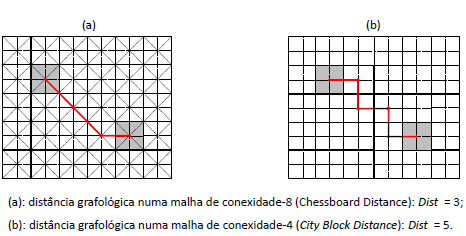 (a)
(b)
(a): distância grafológica numa malha de conexidade-8 (Chessboard Distance): Dist = 3;
(b): distância grafológica numa malha de conexidade-4 (City Block Distance): Dist = 5.